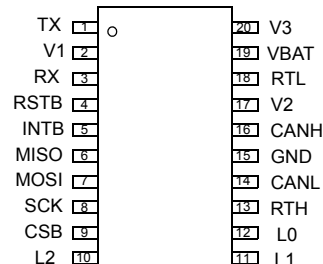 TX 1 20 V3
V1 2 19 VBAT
RX 3 18 RTL
RSTB 4 17 V2
INTB 5 16 CANH
MISO 6 15 GND
MOSI 7 14 CANL
SCK 8 13 RTH
CSB 9 12 L0
L2 10 11 L1